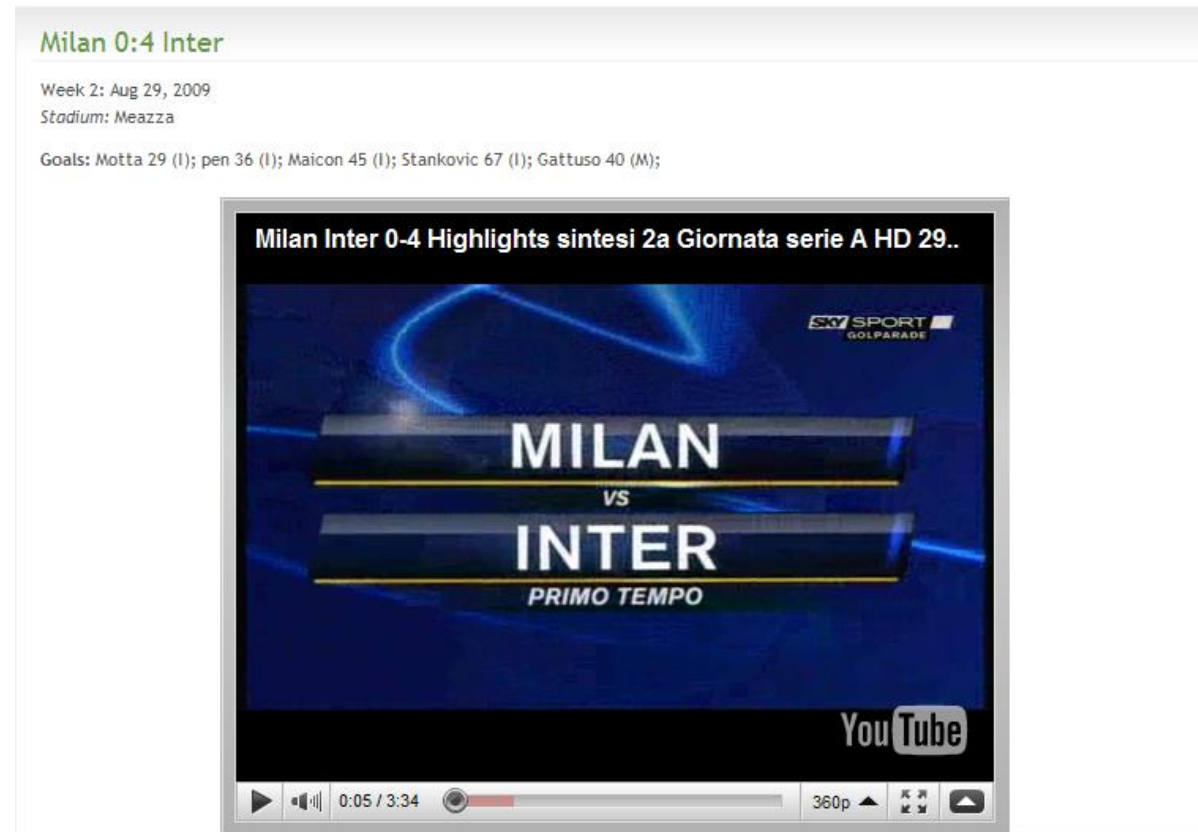 Milan 0:4 Inter
Week 2: Aug 29, 2009
Stadium: Meazza
Goals: Motta 29 (I); pen 36 (I); Maicon 45 (I); Stankovic 67 (I); Gattuso 40 (M);
Milan Inter 0-4 Highlights sintesi 2a Giornata serie A HD 29..
SKY SPORT
GOLPARADE
MILAN
VS
INTER
PRIMO TEMPO
YouTube
0:05 / 3:34 360p